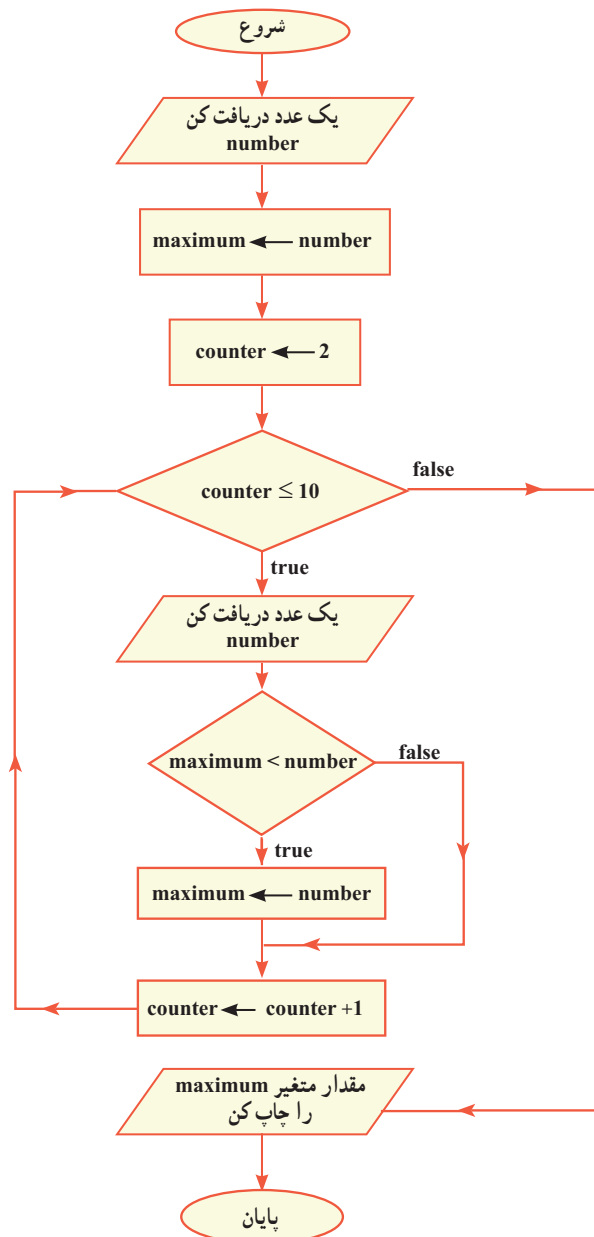 شروع
یک عدد دریافت کن
number
maximum ← number
counter ← 2
counter ≤ 10
false
true
یک عدد دریافت کن
number
maximum < number
false
true
maximum ← number
counter ← counter +1
مقدار متغیر maximum
را چاپ کن
پایان